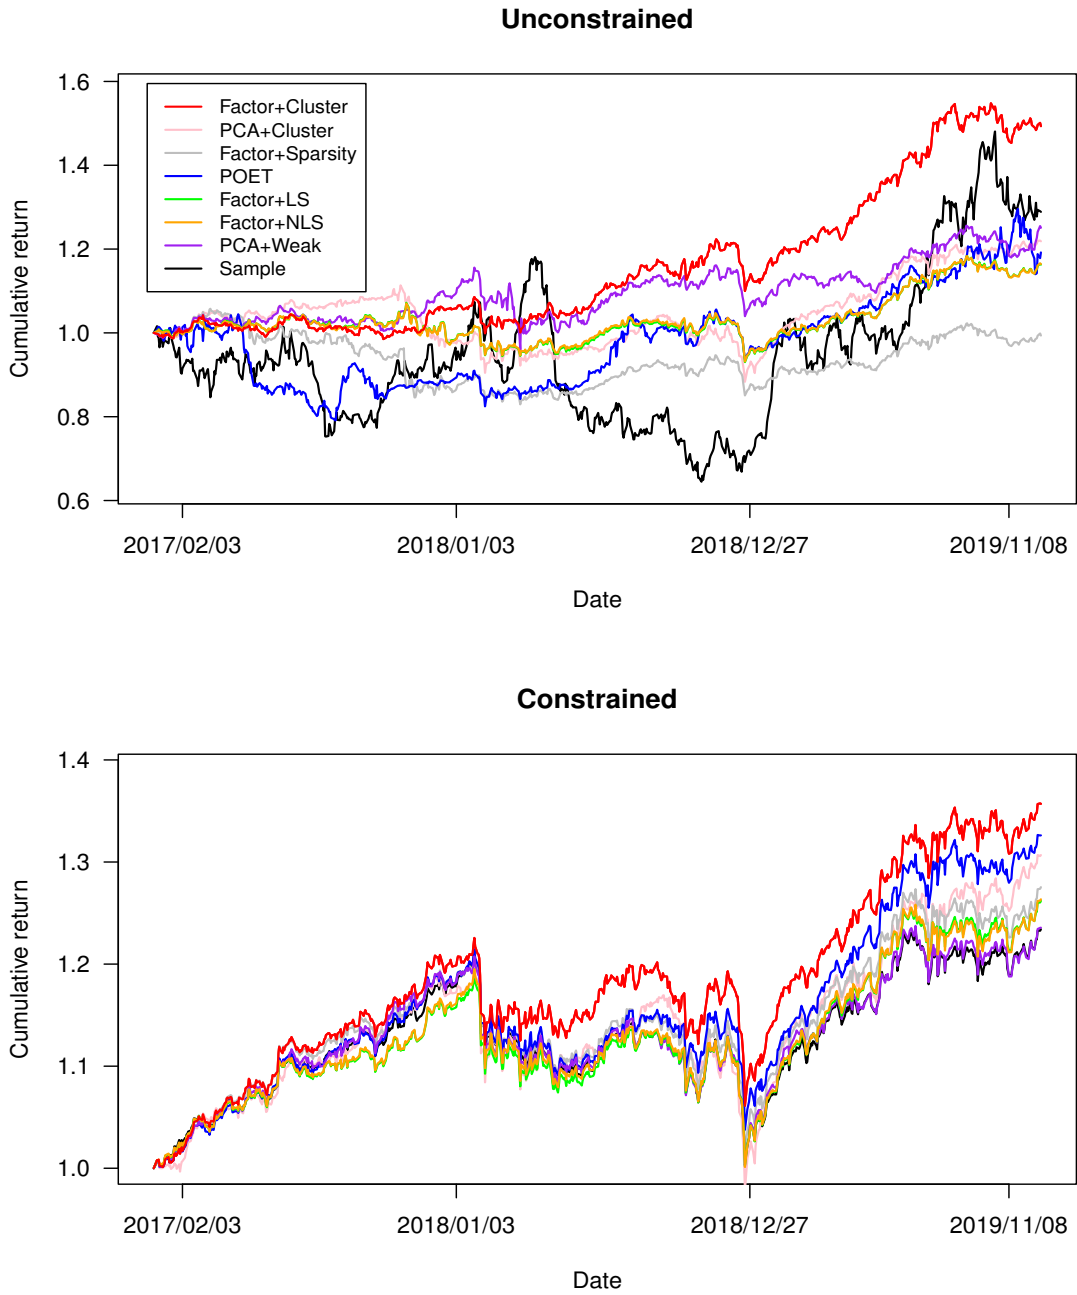 Unconstrained
Cumulative return
1.6
1.4
1.2
1.0
0.8
0.6
Factor+Cluster
PCA+Cluster
Factor+Sparsity
POET
Factor+LS
Factor+NLS
PCA+Weak
Sample
2017/02/03 2018/01/03 2018/12/27 2019/11/08
Date
Constrained
Cumulative return
1.4
1.3
1.2
1.1
1.0
2017/02/03 2018/01/03 2018/12/27 2019/11/08
Date